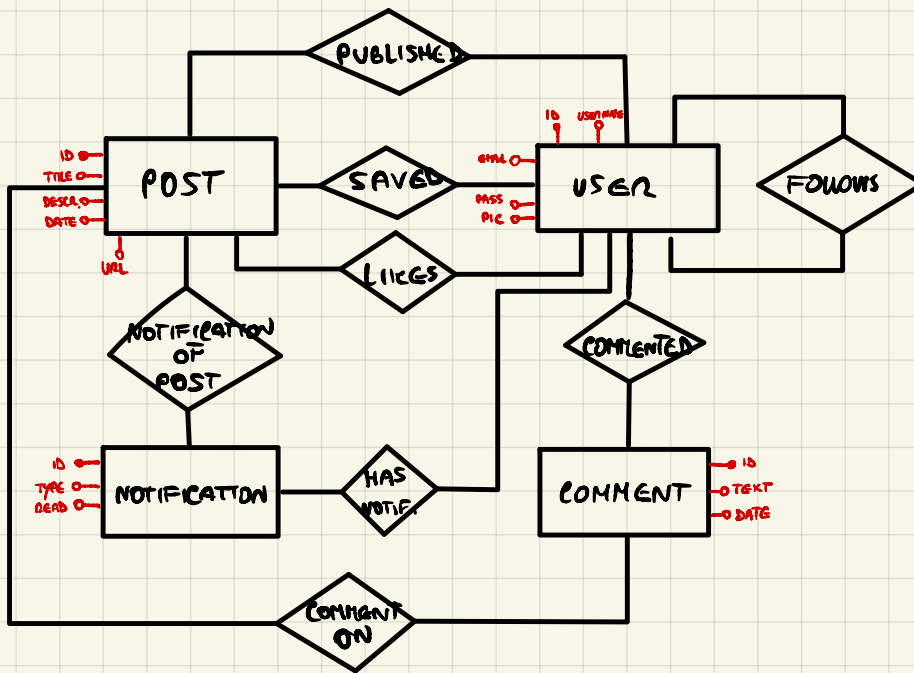 PUBLISHED
ID
USERNAME
ID
TITLE
POST
SAVED
EMAIL
USER
FOLLOWS
DESCR.
DATE
PASS
PIC
URL
LIKES
NOTIFICATION
OF
POST
COMMENTED
ID
TYPE
READ
NOTIFICATION
HAS
NOTIF.
COMMENT
ID
TEXT
DATE
COMMENT
ON